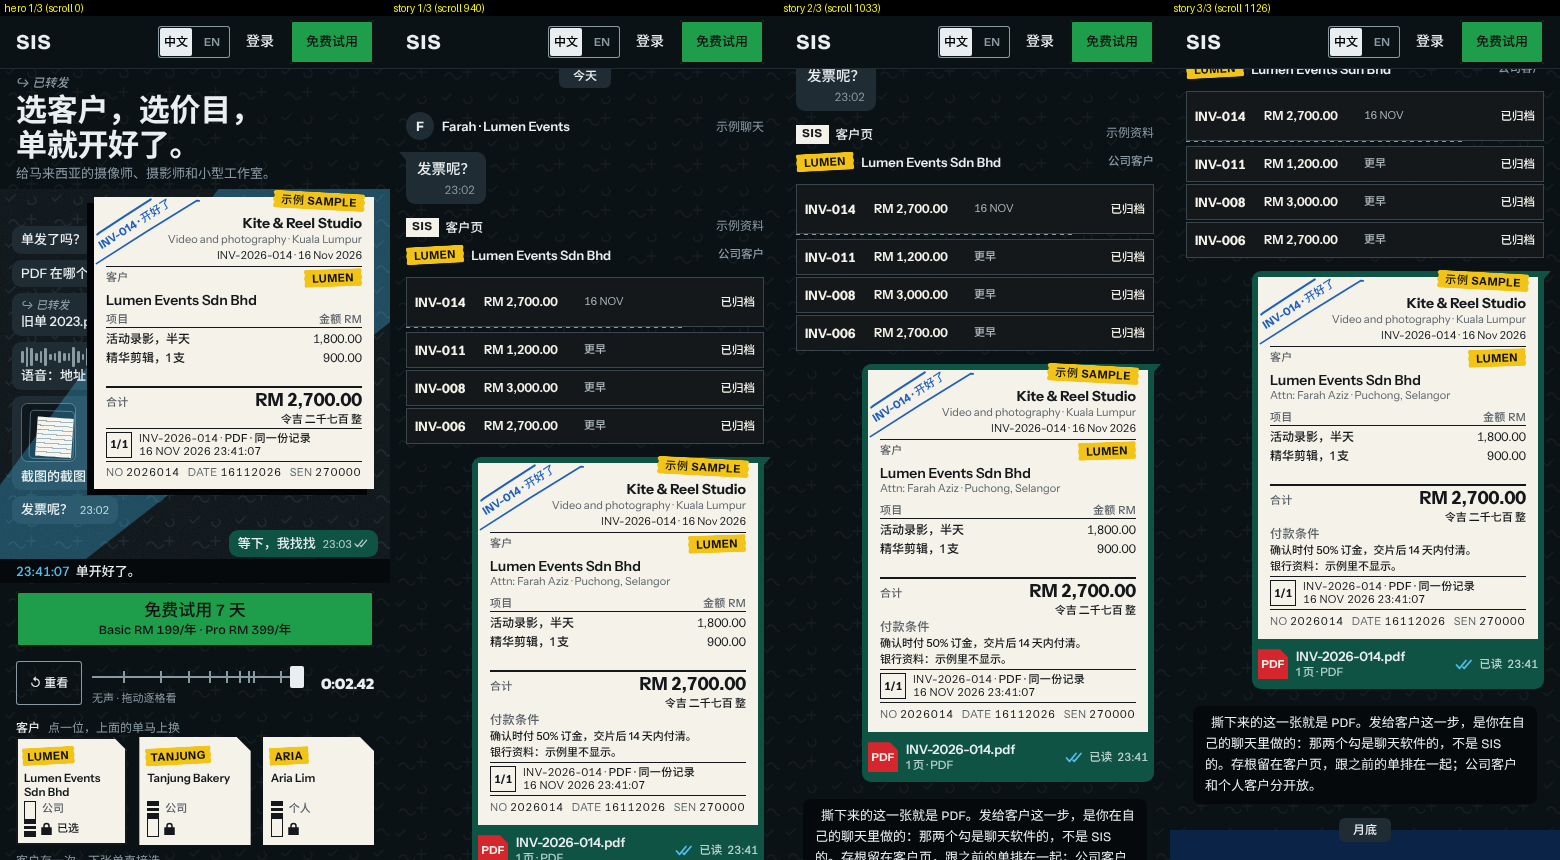 hero 1/3 (scroll 0)
SIS
中文 EN
登录
免费试用
已转发
选客户，选价目，
单就开好了。
给马来西亚的摄像师、摄影师和小型工作室。
单发了吗？
PDF 在哪个
已转发
旧单 2023.p
语音：地址
截图的截图
发票呢？ 23:02
示例 SAMPLE
INV-014 · 开好了
Kite & Reel Studio
Video and photography · Kuala Lumpur
INV-2026-014 · 16 Nov 2026
客户
LUMEN
Lumen Events Sdn Bhd
项目 金额 RM
活动录影，半天 1,800.00
精华剪辑，1 支 900.00
合计 RM 2,700.00
令吉 二千七百 整
1/1
INV-2026-014 · PDF · 同一份记录
16 NOV 2026 23:41:07
NO 2026014 DATE 16112026 SEN 270000
等下，我找找 23:03
23:41:07 单开好了。
免费试用 7 天
Basic RM 199/年 · Pro RM 399/年
重看
无声 · 拖动逐格看
0:02.42
客户 点一位，上面的单马上换
LUMEN
Lumen Events
Sdn Bhd
公司
已选
TANJUNG
Tanjung Bakery
公司
ARIA
Aria Lim
个人
story 1/3 (scroll 940)
SIS
中文 EN
登录
免费试用
今天
F
Farah · Lumen Events
示例聊天
发票呢？
23:02
SIS 客户页
示例资料
LUMEN Lumen Events Sdn Bhd
公司客户
INV-014 RM 2,700.00 16 NOV 已归档
INV-011 RM 1,200.00 更早 已归档
INV-008 RM 3,000.00 更早 已归档
INV-006 RM 2,700.00 更早 已归档
示例 SAMPLE
INV-014 · 开好了
Kite & Reel Studio
Video and photography · Kuala Lumpur
INV-2026-014 · 16 Nov 2026
客户
LUMEN
Lumen Events Sdn Bhd
Attn: Farah Aziz · Puchong, Selangor
项目 金额 RM
活动录影，半天 1,800.00
精华剪辑，1 支 900.00
合计 RM 2,700.00
令吉 二千七百 整
付款条件
确认时付 50% 订金，交片后 14 天内付清。
银行资料：示例里不显示。
1/1
INV-2026-014 · PDF · 同一份记录
16 NOV 2026 23:41:07
NO 2026014 DATE 16112026 SEN 270000
PDF
INV-2026-014.pdf
1 页 · PDF
已读 23:41
story 2/3 (scroll 1033)
SIS
中文 EN
登录
免费试用
发票呢？
23:02
SIS 客户页
示例资料
LUMEN Lumen Events Sdn Bhd
公司客户
INV-014 RM 2,700.00 16 NOV 已归档
INV-011 RM 1,200.00 更早 已归档
INV-008 RM 3,000.00 更早 已归档
INV-006 RM 2,700.00 更早 已归档
示例 SAMPLE
INV-014 · 开好了
Kite & Reel Studio
Video and photography · Kuala Lumpur
INV-2026-014 · 16 Nov 2026
客户
LUMEN
Lumen Events Sdn Bhd
Attn: Farah Aziz · Puchong, Selangor
项目 金额 RM
活动录影，半天 1,800.00
精华剪辑，1 支 900.00
合计 RM 2,700.00
令吉 二千七百 整
付款条件
确认时付 50% 订金，交片后 14 天内付清。
银行资料：示例里不显示。
1/1
INV-2026-014 · PDF · 同一份记录
16 NOV 2026 23:41:07
NO 2026014 DATE 16112026 SEN 270000
PDF
INV-2026-014.pdf
1 页 · PDF
已读 23:41
撕下来的这一张就是 PDF。发给客户这一步，是你在自
己的聊天里做的：那两个勾是聊天软件的，不是 SIS
的。存根留在客户页，跟之前的单排在一起；公司客户
story 3/3 (scroll 1126)
SIS
中文 EN
登录
免费试用
LUMEN Lumen Events Sdn Bhd
公司客户
INV-014 RM 2,700.00 16 NOV 已归档
INV-011 RM 1,200.00 更早 已归档
INV-008 RM 3,000.00 更早 已归档
INV-006 RM 2,700.00 更早 已归档
示例 SAMPLE
INV-014 · 开好了
Kite & Reel Studio
Video and photography · Kuala Lumpur
INV-2026-014 · 16 Nov 2026
客户
LUMEN
Lumen Events Sdn Bhd
Attn: Farah Aziz · Puchong, Selangor
项目 金额 RM
活动录影，半天 1,800.00
精华剪辑，1 支 900.00
合计 RM 2,700.00
令吉 二千七百 整
付款条件
确认时付 50% 订金，交片后 14 天内付清。
银行资料：示例里不显示。
1/1
INV-2026-014 · PDF · 同一份记录
16 NOV 2026 23:41:07
NO 2026014 DATE 16112026 SEN 270000
PDF
INV-2026-014.pdf
1 页 · PDF
已读 23:41
撕下来的这一张就是 PDF。发给客户这一步，是你在自
己的聊天里做的：那两个勾是聊天软件的，不是 SIS
的。存根留在客户页，跟之前的单排在一起；公司客户
和个人客户分开放。
月底